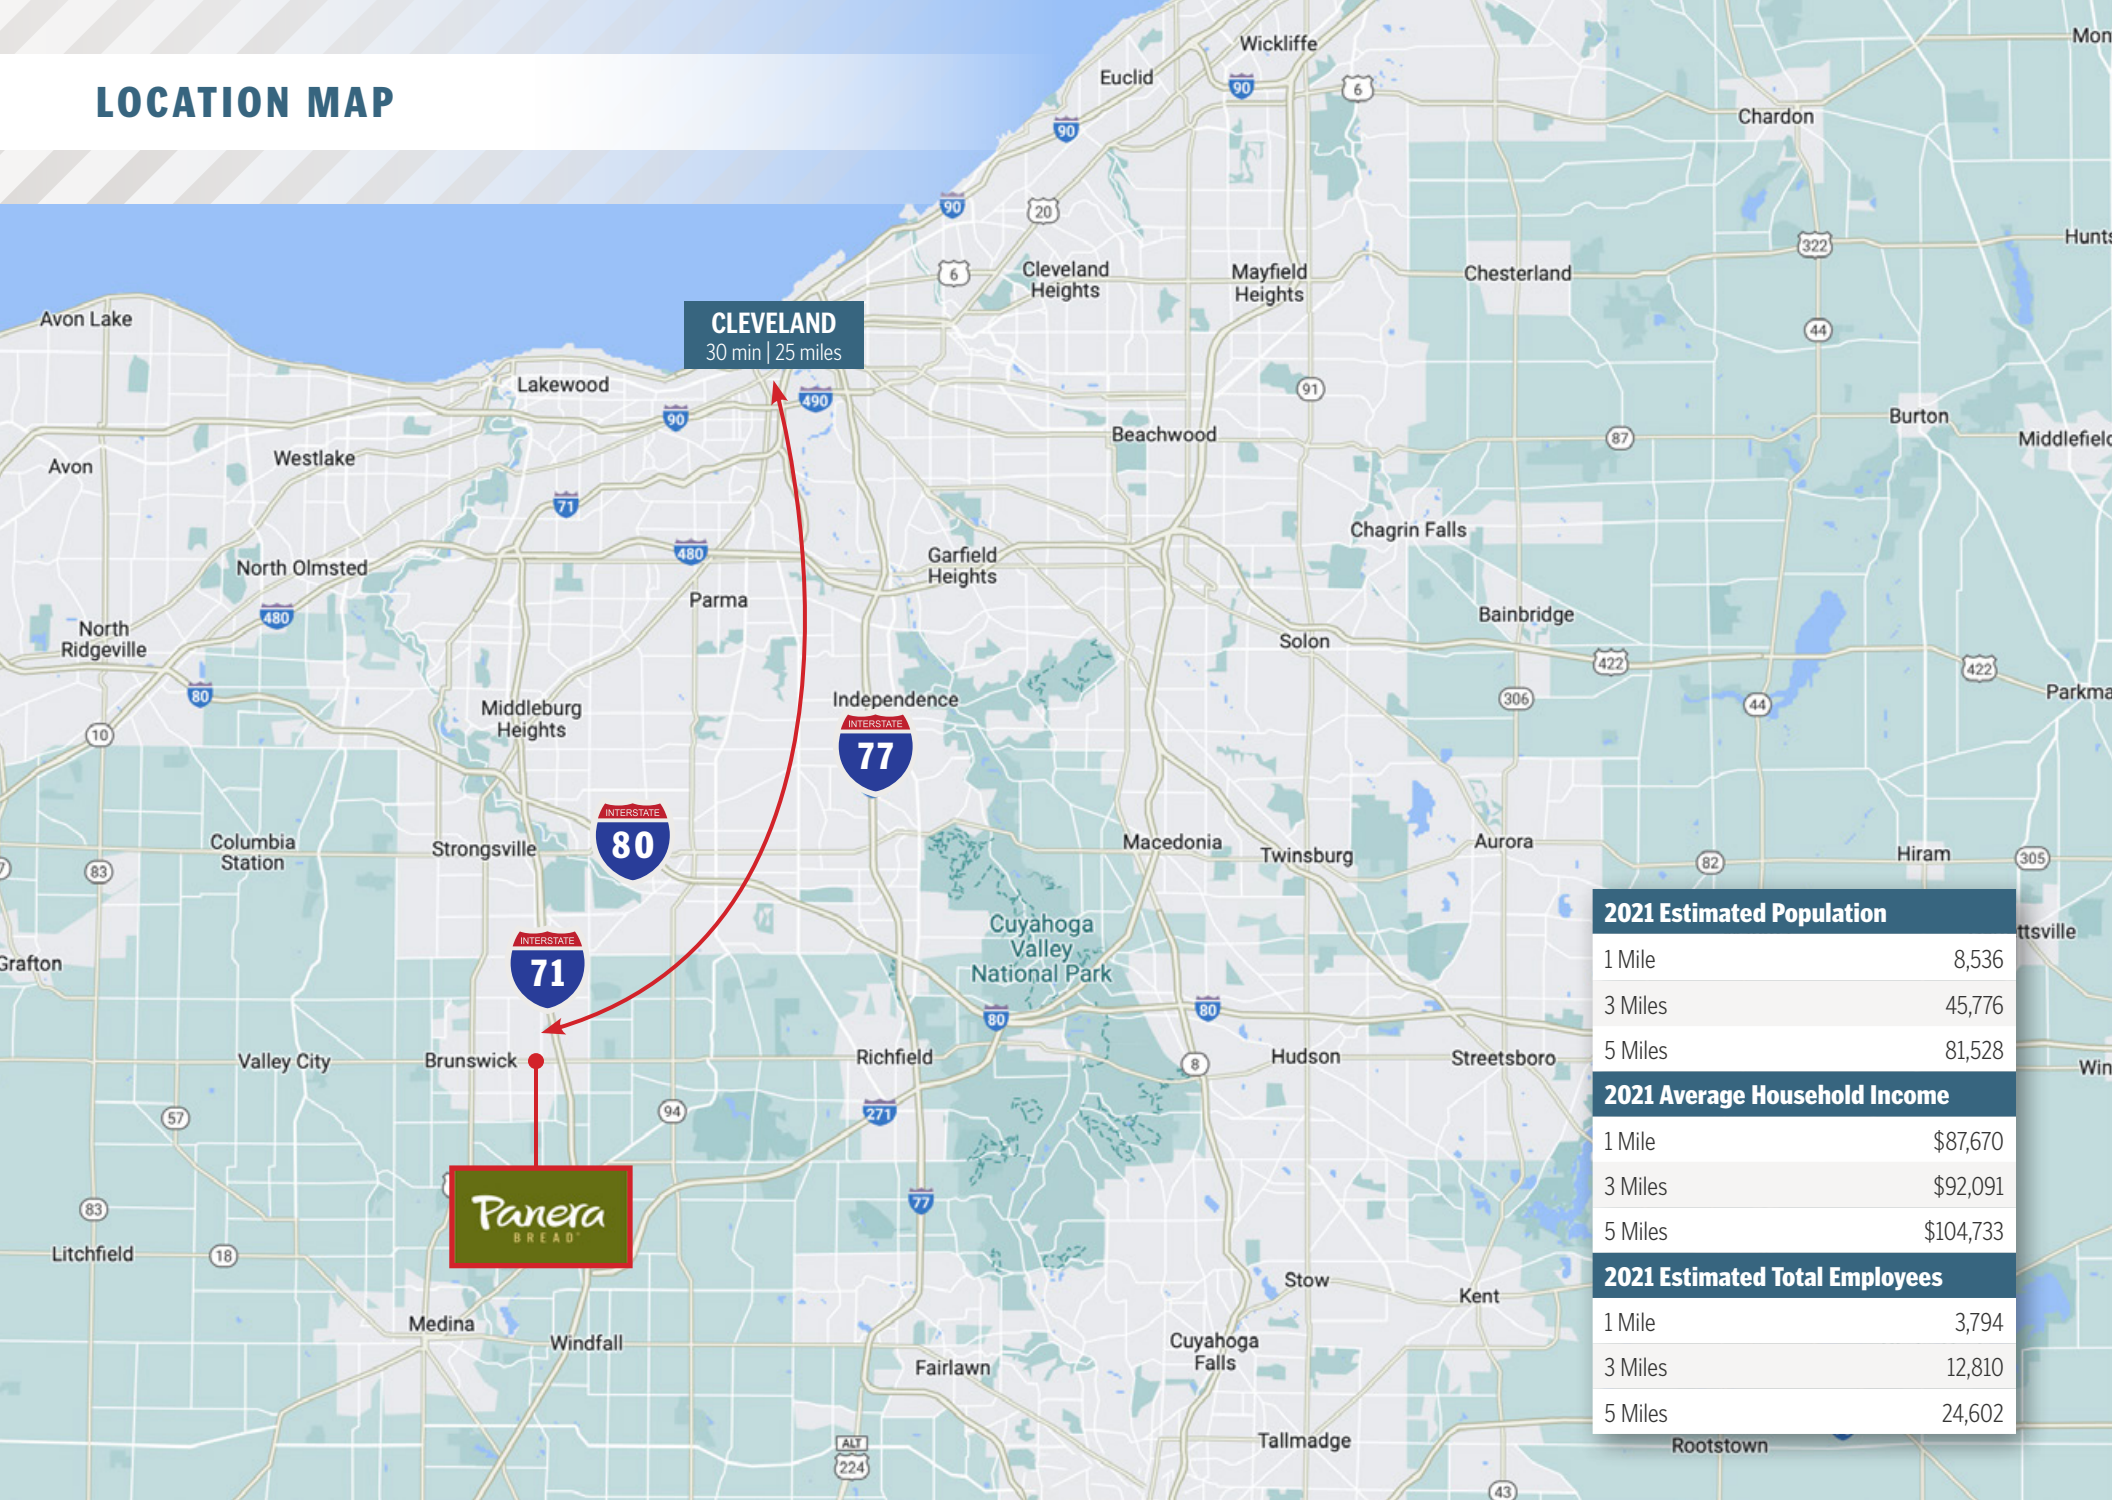 LOCATION MAP
Wickliffe
Mon
Euclid
90
6
Chardon
90
90
20
322
Hunts
6
Cleveland
Heights
Mayfield
Heights
Chesterland
Avon Lake
CLEVELAND
30 min | 25 miles
44
Lakewood
91
490
90
Burton
Beachwood
87
Middlefield
Avon
Westlake
71
Chagrin Falls
480
Garfield
Heights
North Olmsted
Parma
480
Bainbridge
North
Ridgeville
Solon
422
422
80
Independence
306
44
Parkma
Middleburg
Heights
10
INTERSTATE
77
INTERSTATE
80
Columbia
Station
Strongsville
Macedonia
Twinsburg
Aurora
Hiram
305
82
83
INTERSTATE
71
Cuyahoga
Valley
National Park
ttsville
Grafton
80
80
Valley City
Brunswick
Richfield
8
Hudson
Streetsboro
Win
57
94
271
83
Panera
BREAD
77
Litchfield
18
Stow
Kent
Medina
Windfall
Cuyahoga
Falls
Fairlawn
Tallmadge
Rootstown
ALT
224
43
2021 Estimated Population
1 Mile 8,536
3 Miles 45,776
5 Miles 81,528
2021 Average Household Income
1 Mile $87,670
3 Miles $92,091
5 Miles $104,733
2021 Estimated Total Employees
1 Mile 3,794
3 Miles 12,810
5 Miles 24,602